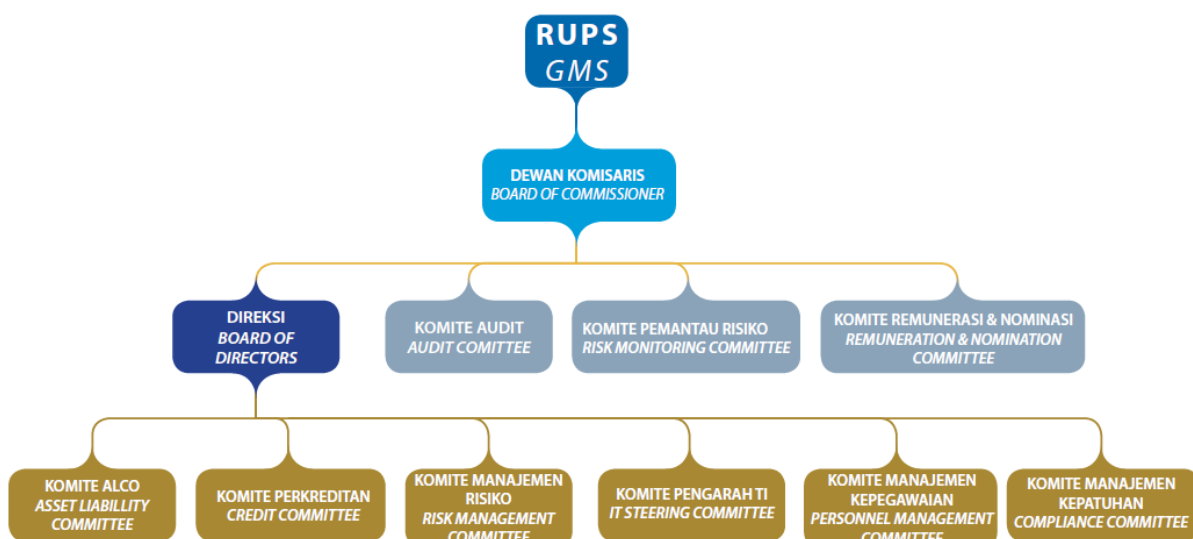 RUPS
GMS
DEWAN KOMISARIS
BOARD OF COMMISSIONER
DIREKSI
BOARD OF
DIRECTORS
KOMITE AUDIT
AUDIT COMITTEE
KOMITE PEMANTAU RISIKO
RISK MONITORING COMMITTEE
KOMITE REMUNERASI & NOMINASI
REMUNERATION & NOMINATION
COMMITTEE
KOMITE ALCO
ASSET LIABILLITY
COMMITTEE
KOMITE PERKREDITAN
CREDIT COMMITTEE
KOMITE MANAJEMEN
RISIKO
RISK MANAGEMENT
COMMITTEE
KOMITE PENGARAH TI
IT STEERING COMMITTEE
KOMITE MANAJEMEN
KEPEGAWAIAN
PERSONNEL MANAGEMENT
COMMITTEE
KOMITE MANAJEMEN
KEPATUHAN
COMPLIANCE COMMITTEE